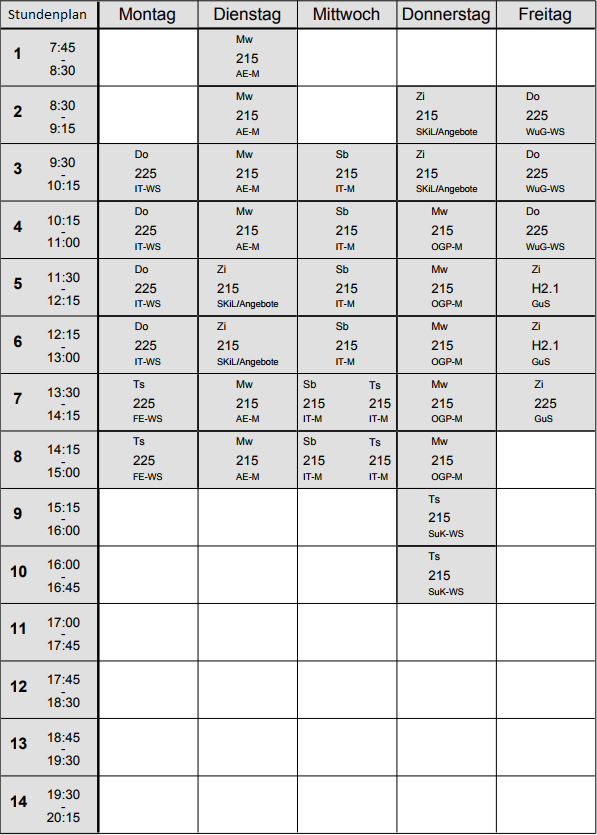 Stundenplan Montag Dienstag Mittwoch Donnerstag Freitag
1 7:45 - 8:30
Mw
215
AE-M
2 8:30 - 9:15
Mw Zi Do
215 215 225
AE-M SKiL/Angebote WuG-WS
3 9:30 - 10:15
Do Mw Sb Zi Do
225 215 215 215 225
IT-WS AE-M IT-M SKiL/Angebote WuG-WS
4 10:15 - 11:00
Do Mw Sb Mw Do
225 215 215 215 225
IT-WS AE-M IT-M OGP-M WuG-WS
5 11:30 - 12:15
Do Zi Sb Mw Zi
225 215 215 215 H2.1
IT-WS SKiL/Angebote IT-M OGP-M GuS
6 12:15 - 13:00
Do Zi Sb Mw Zi
225 215 215 215 H2.1
IT-WS SKiL/Angebote IT-M OGP-M GuS
7 13:30 - 14:15
Ts Mw Sb Ts Mw Zi
225 215 215 215 215 225
FE-WS AE-M IT-M IT-M OGP-M GuS
8 14:15 - 15:00
Ts Mw Sb Ts Mw
225 215 215 215 215
FE-WS AE-M IT-M IT-M OGP-M
9 15:15 - 16:00
Ts
215
SuK-WS
10 16:00 - 16:45
Ts
215
SuK-WS
11 17:00 - 17:45
12 17:45 - 18:30
13 18:45 - 19:30
14 19:30 - 20:15